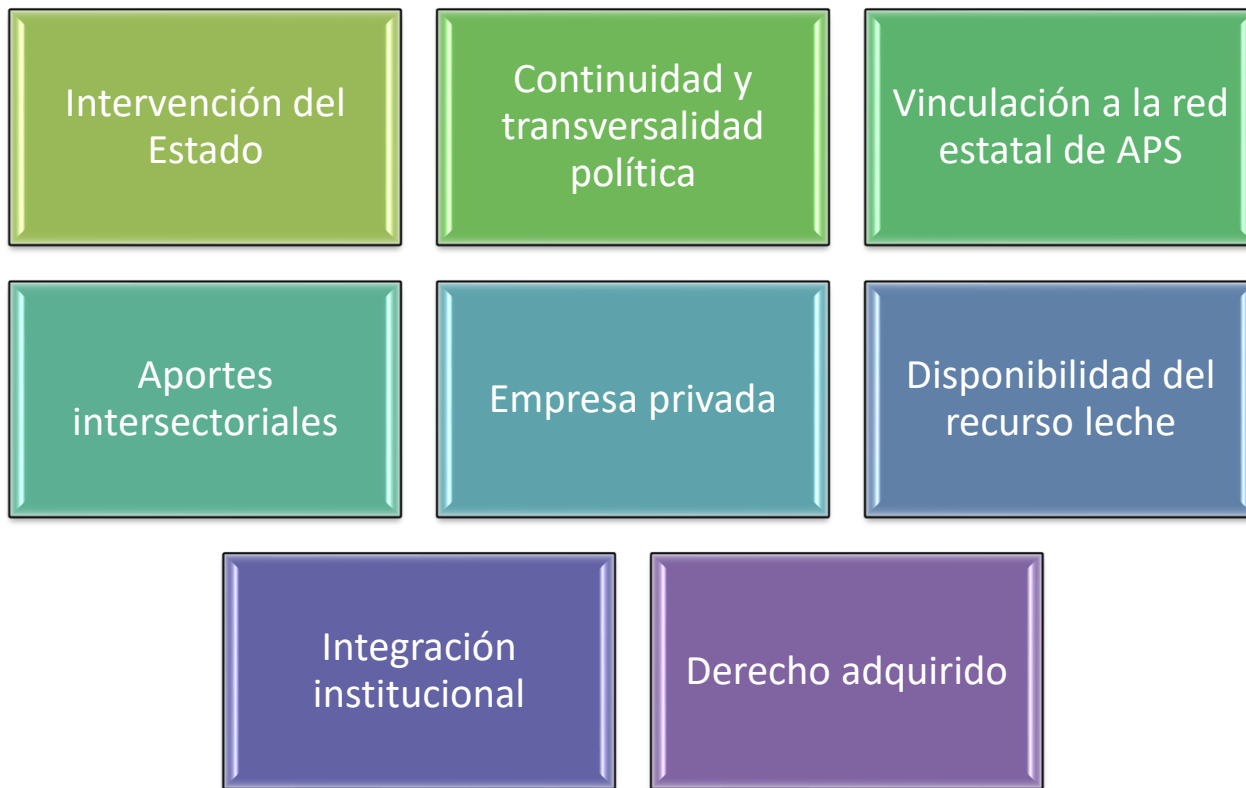 Intervención del
Estado
Continuidad y
transversalidad
política
Vinculación a la red
estatal de APS
Aportes
intersectoriales
Empresa privada
Disponibilidad del
recurso leche
Integración
institucional
Derecho adquirido